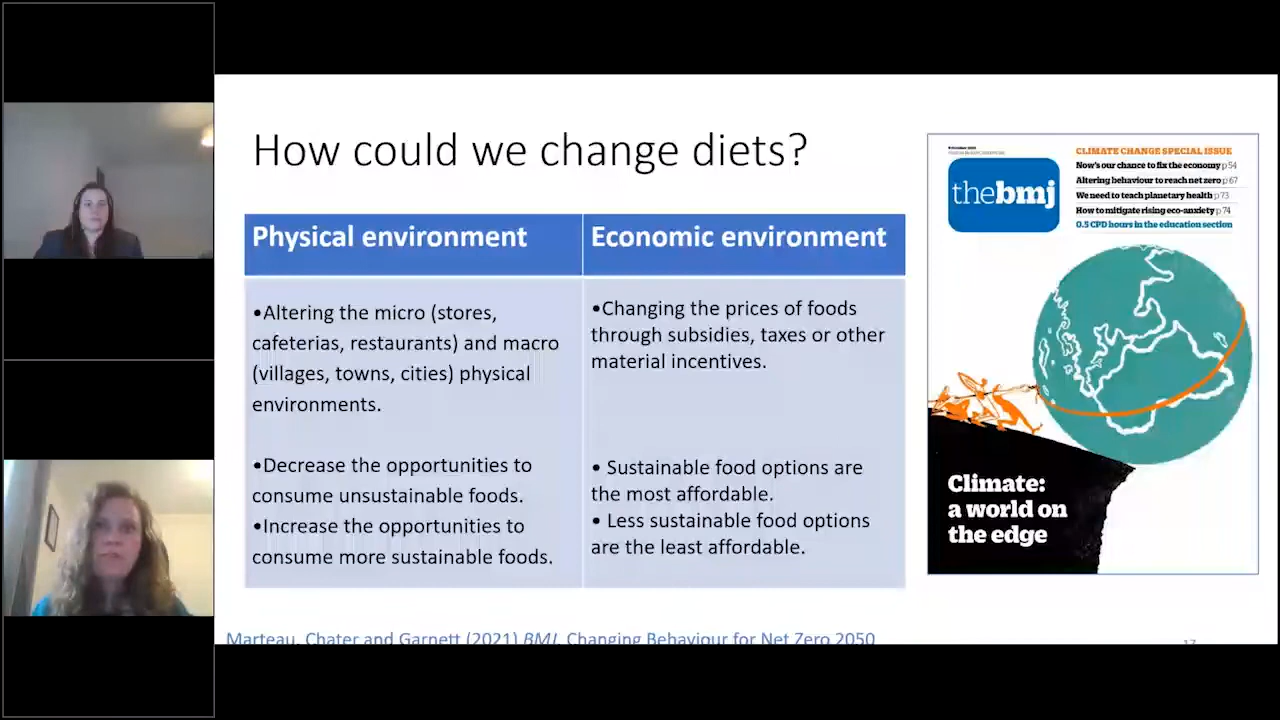 How could we change diets?
Physical environment
Economic environment
•Altering the micro (stores,
cafeterias, restaurants) and macro
(villages, towns, cities) physical
environments.
•Decrease the opportunities to
consume unsustainable foods.
•Increase the opportunities to
consume more sustainable foods.
•Changing the prices of foods
through subsidies, taxes or other
material incentives.
• Sustainable food options are
the most affordable.
• Less sustainable food options
are the least affordable.
thebmj
CLIMATE CHANGE SPECIAL ISSUE
Now's our chance to fix the economy p 54
Altering behaviour to reach net zero p 67
We need to teach planetary health p 73
How to mitigate rising eco-anxiety p 74
0.5 CPD hours in the education section
Climate:
a world on
the edge
Marteau, Chater and Garnett (2021) BMJ. Changing Behaviour for Net Zero 2050
17